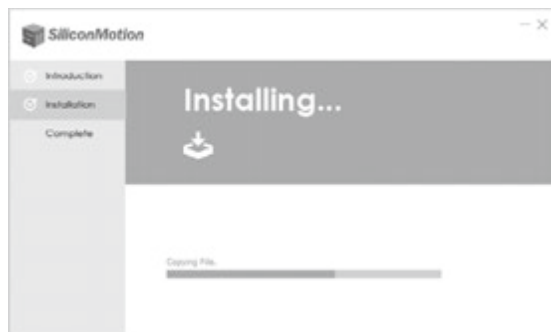 SiliconMotion
Introduction
Installation
Complete
Installing...
Copying File.